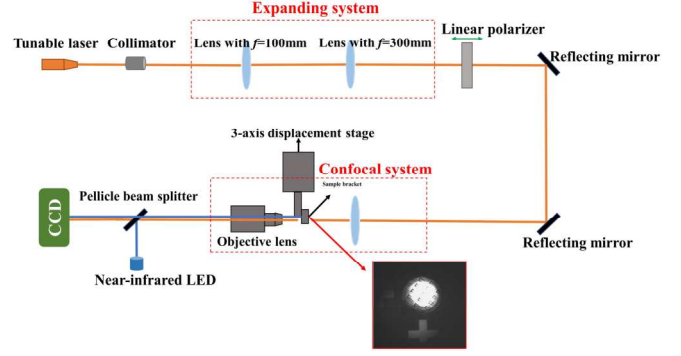 Expanding system
Tunable laser
Collimator
Lens with f=100mm
Lens with f=300mm
Linear polarizer
Reflecting mirror
3-axis displacement stage
Confocal system
Sample bracket
Pellicle beam splitter
CCD
Objective lens
Reflecting mirror
Near-infrared LED